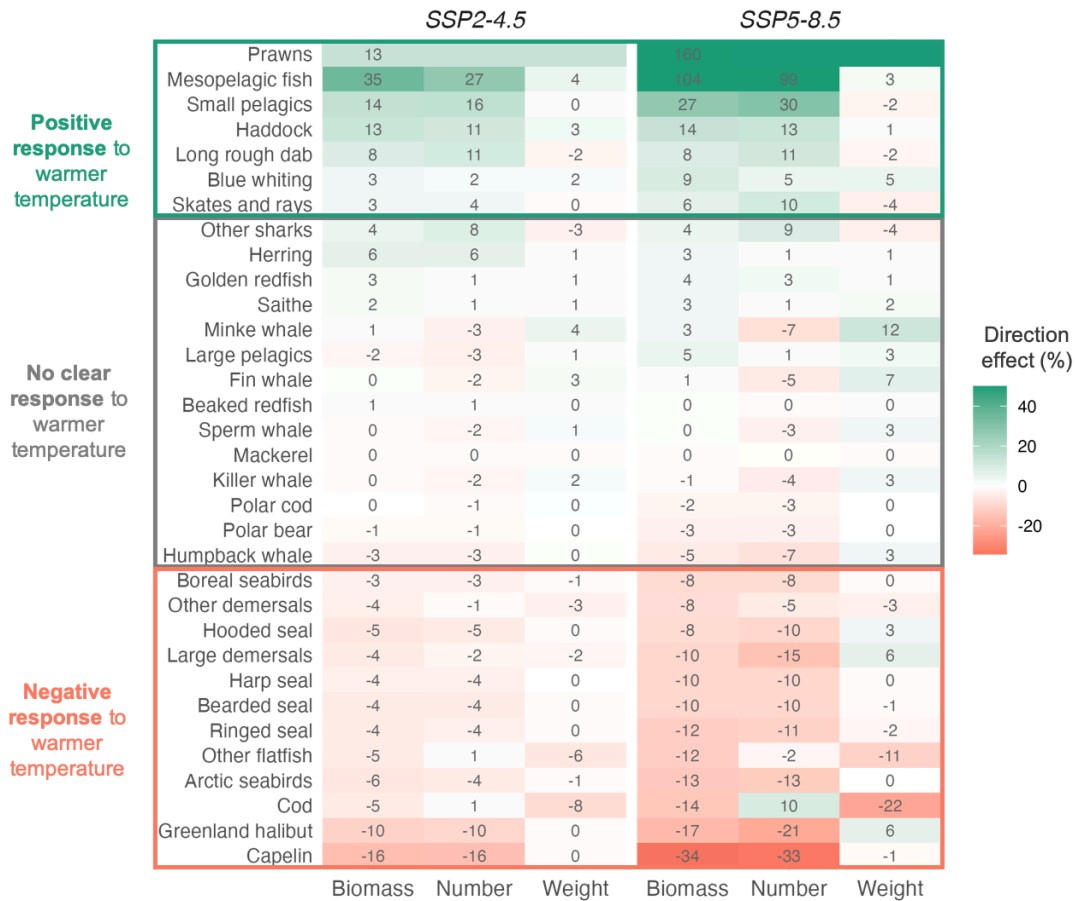 SSP2-4.5 SSP5-8.5
Prawns 13 160
Mesopelagic fish 35 27 4 104 99 3
Small pelagics 14 16 0 27 30 -2
Haddock 13 11 3 14 13 1
Long rough dab 8 11 -2 8 11 -2
Blue whiting 3 2 2 9 5 5
Skates and rays 3 4 0 6 10 -4
Positive
response to
warmer
temperature
Other sharks 4 8 -3 4 9 -4
Herring 6 6 1 3 1 1
Golden redfish 3 1 1 4 3 1
Saithe 2 1 1 3 1 2
Minke whale 1 -3 4 3 -7 12
Large pelagics -2 -3 1 5 1 3
Fin whale 0 -2 3 1 -5 7
Beaked redfish 1 1 0 0 0 0
Sperm whale 0 -2 1 0 -3 3
Mackerel 0 0 0 0 0 0
Killer whale 0 -2 2 -1 -4 3
Polar cod 0 -1 0 -2 -3 0
Polar bear -1 -1 0 -3 -3 0
Humpback whale -3 -3 0 -5 -7 3
No clear
response to
warmer
temperature
Boreal seabirds -3 -3 -1 -8 -8 0
Other demersals -4 -1 -3 -8 -5 -3
Hooded seal -5 -5 0 -8 -10 3
Large demersals -4 -2 -2 -10 -15 6
Harp seal -4 -4 0 -10 -10 0
Bearded seal -4 -4 0 -10 -10 -1
Ringed seal -4 -4 0 -12 -11 -2
Other flatfish -5 1 -6 -12 -2 -11
Arctic seabirds -6 -4 -1 -13 -13 0
Cod -5 1 -8 -14 10 -22
Greenland halibut -10 -10 0 -17 -21 6
Capelin -16 -16 0 -34 -33 -1
Negative
response to
warmer
temperature
Biomass Number Weight Biomass Number Weight
Direction
effect (%)
40
20
0
-20